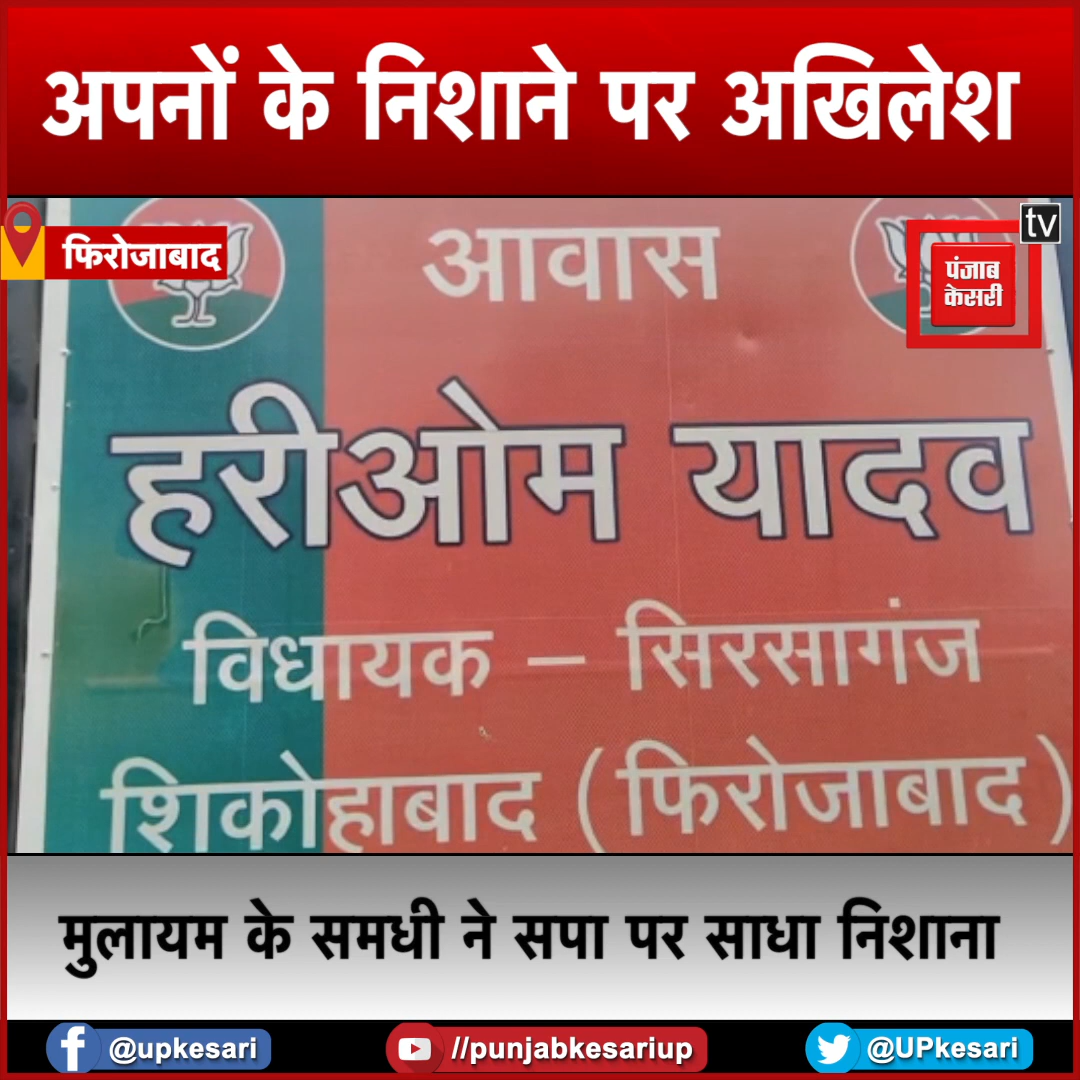 अपनों के निशाने पर अखिलेश
फिरोजाबाद
tv
पंजाब
केसरी
आवास
हरीओम यादव
विधायक – सिरसागंज
शिकोहाबाद (फिरोजाबाद)
मुलायम के समधी ने सपा पर साधा निशाना
@upkesari
//punjabkesariup
@UPkesari